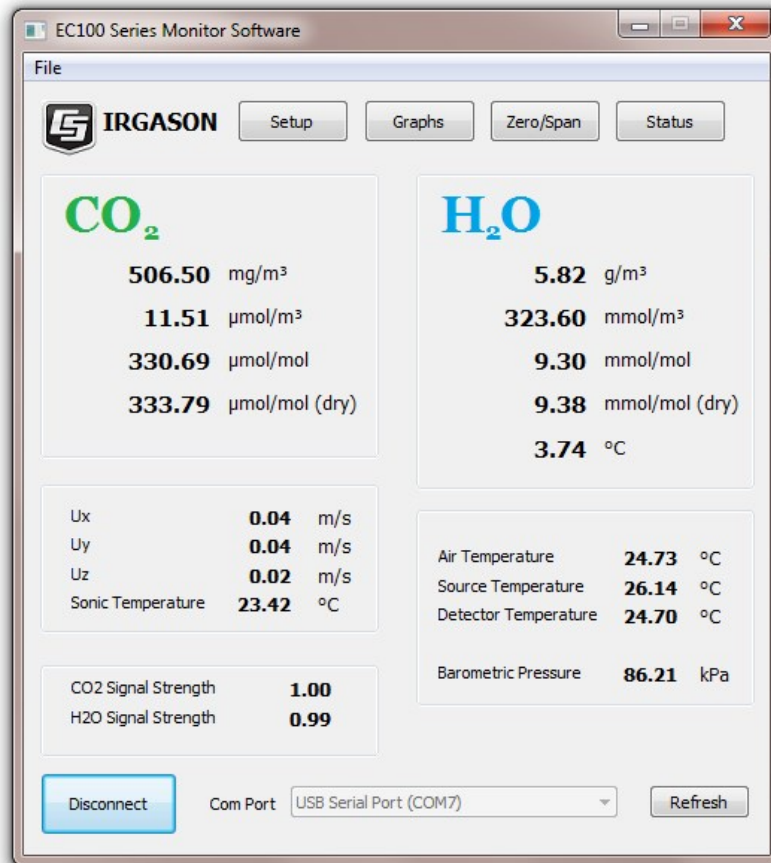 EC100 Series Monitor Software
File
IRGASON Setup Graphs Zero/Span Status
CO₂
506.50 mg/m³
11.51 µmol/m³
330.69 µmol/mol
333.79 µmol/mol (dry)
H₂O
5.82 g/m³
323.60 mmol/m³
9.30 mmol/mol
9.38 mmol/mol (dry)
3.74 °C
Ux 0.04 m/s
Uy 0.04 m/s
Uz 0.02 m/s
Sonic Temperature 23.42 °C
Air Temperature 24.73 °C
Source Temperature 26.14 °C
Detector Temperature 24.70 °C
Barometric Pressure 86.21 kPa
CO2 Signal Strength 1.00
H2O Signal Strength 0.99
Disconnect Com Port USB Serial Port (COM7) Refresh